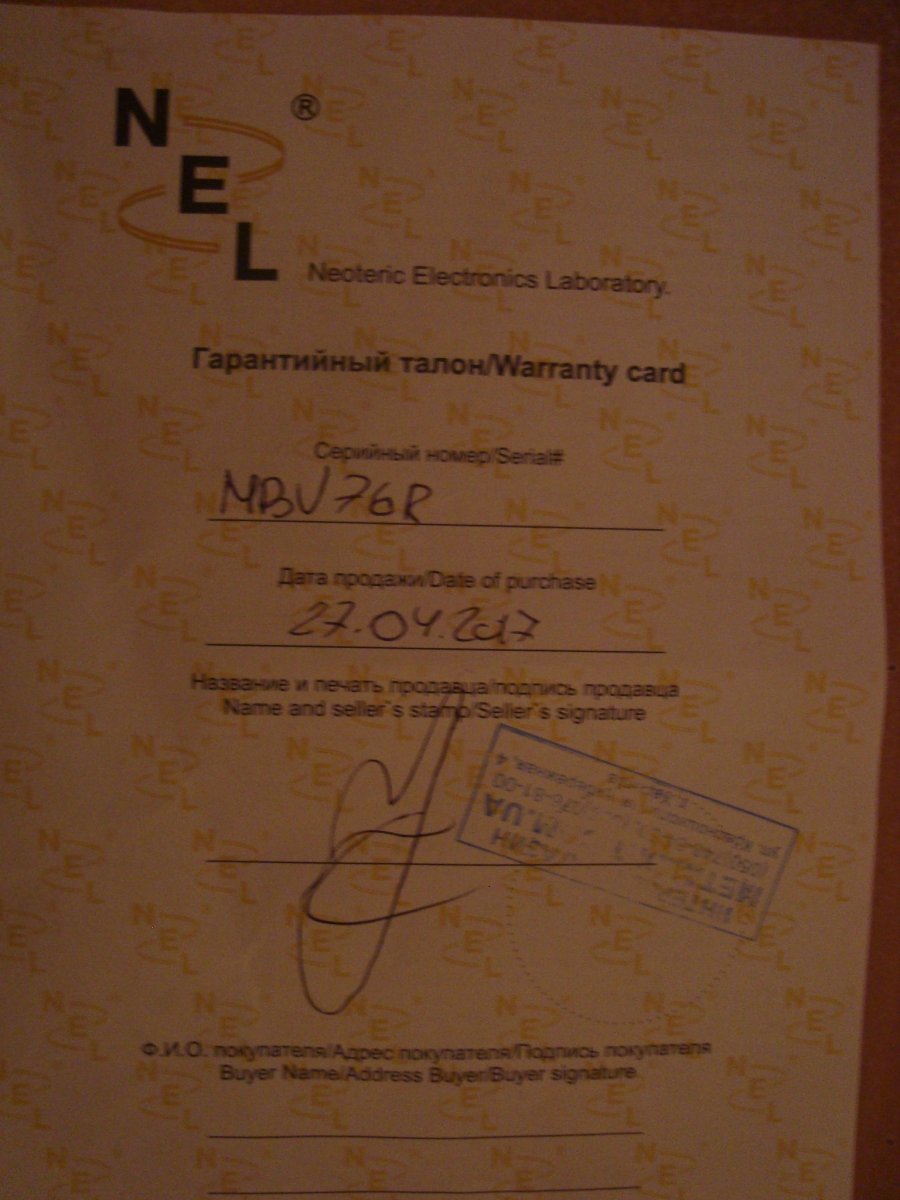 NEL®
Neoteric Electronics Laboratory.
Гарантийный талон/Warranty card
Серийный номер/Serial#
MBV76R
Дата продажи/Date of purchase
27.04.2017
Название и печать продавца/подпись продавца
Name and seller`s stamp/Seller`s signature
Ф.И.О. покупателя/Адрес покупателя/Подпись покупателя
Buyer Name/Address Buyer/Buyer signature